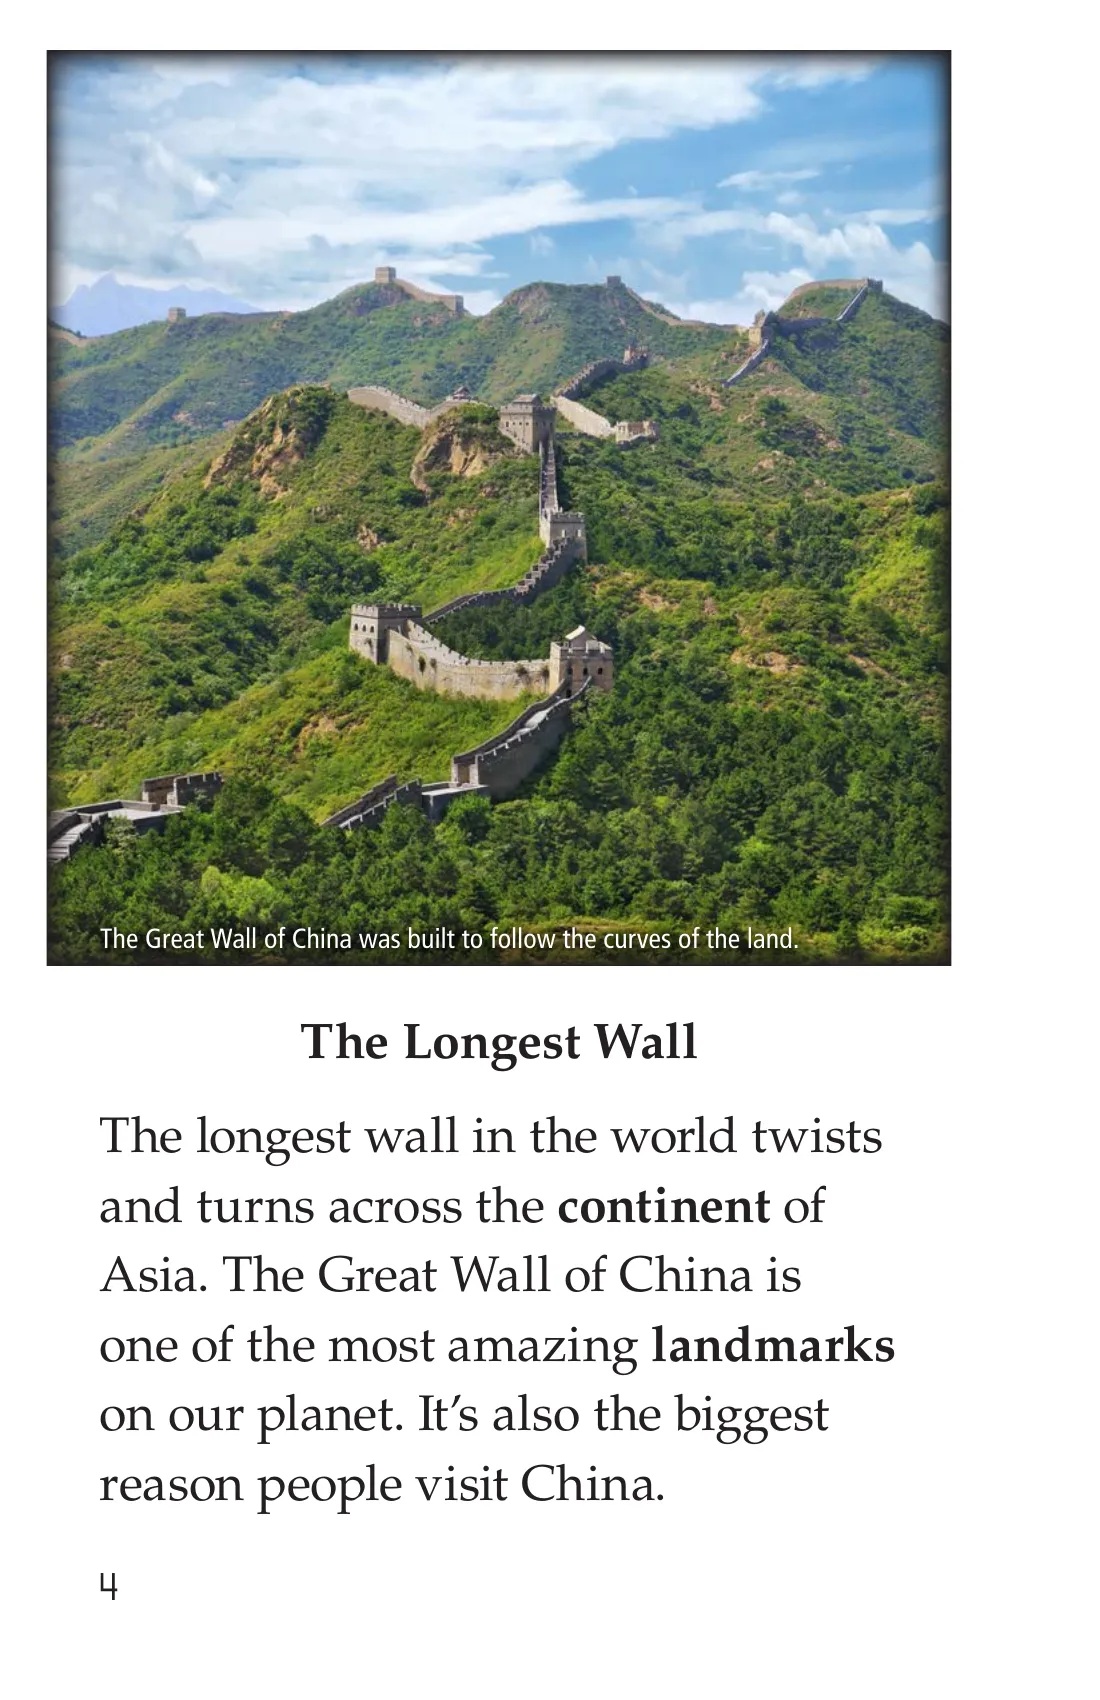 The Great Wall of China was built to follow the curves of the land.
The Longest Wall
The longest wall in the world twists
and turns across the continent of
Asia. The Great Wall of China is
one of the most amazing landmarks
on our planet. It’s also the biggest
reason people visit China.
4